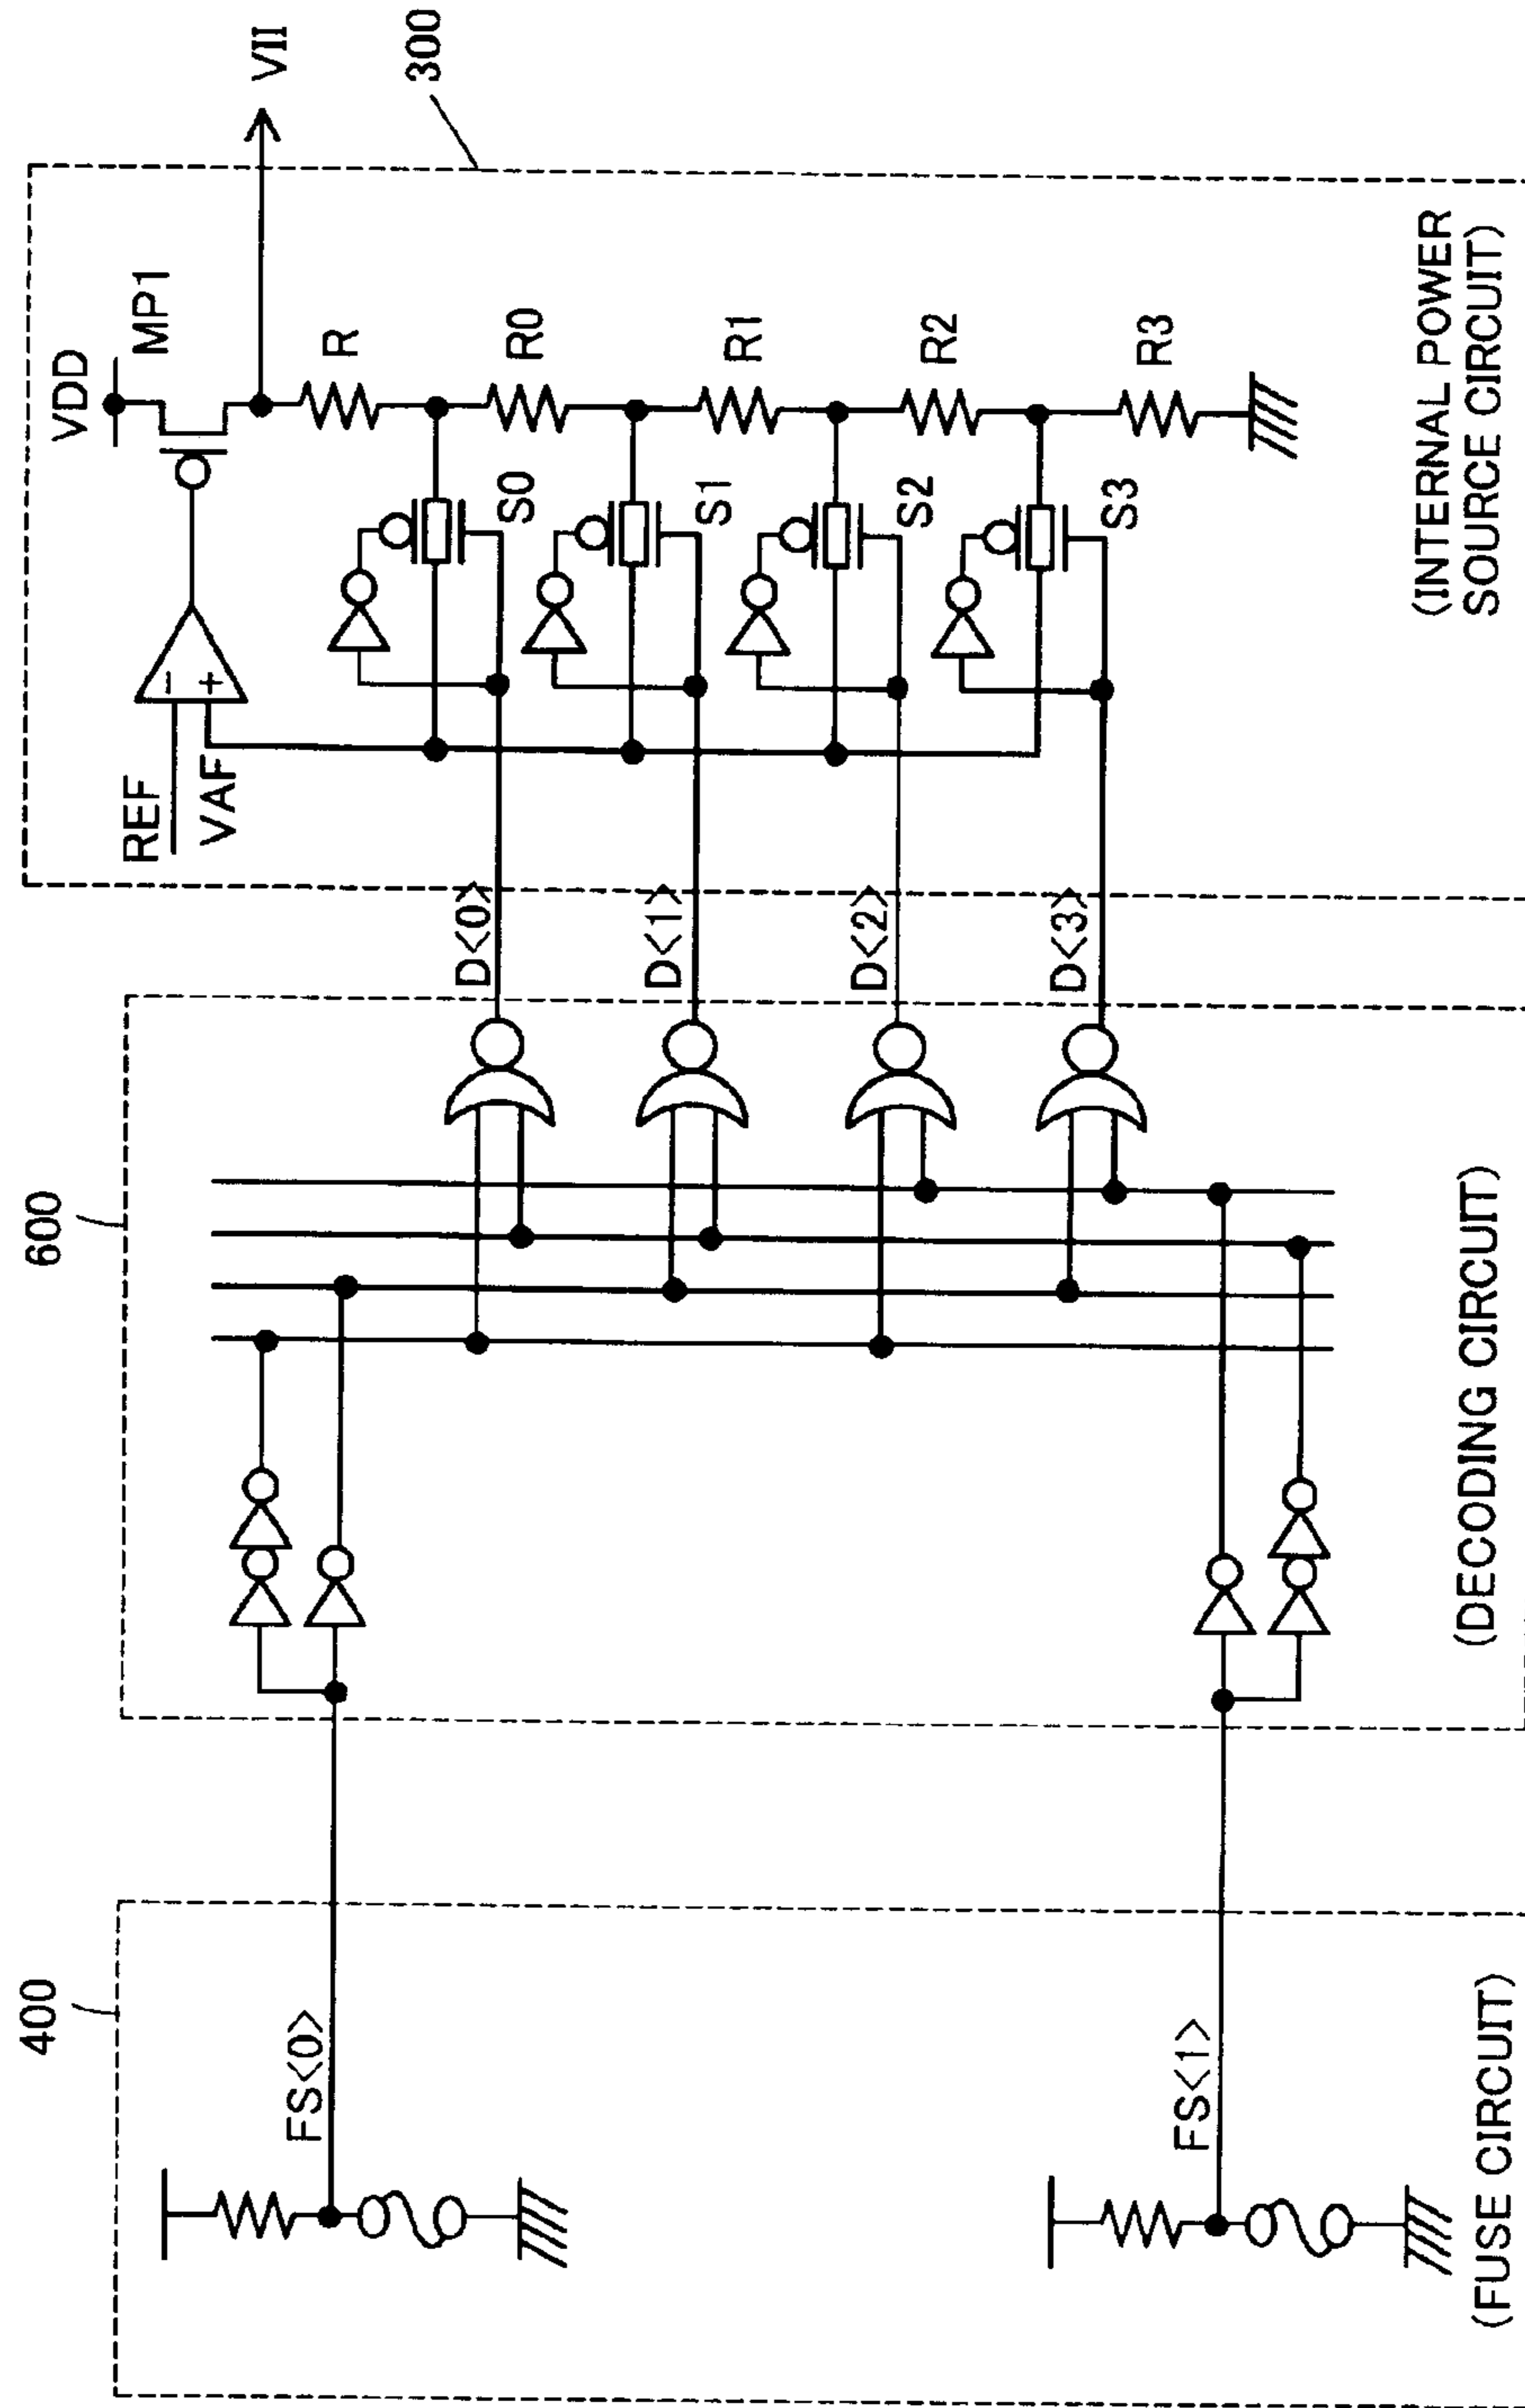 400
FS<0>
FS<1>
(FUSE CIRCUIT)
600
(DECODING CIRCUIT)
D<0>
D<1>
D<2>
D<3>
300
VDD
MP1
VII
REF
VAF
-
+
R
R0
R1
R2
R3
S0
S1
S2
S3
(INTERNAL POWER
SOURCE CIRCUIT)